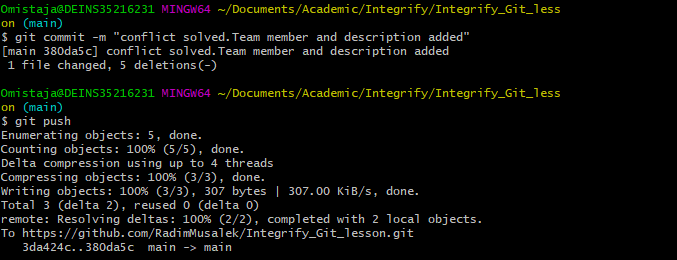 Omistaja@DEINS35216231 MINGW64 ~/Documents/Academic/Integrify/Integrify_Git_less
on (main)
$ git commit -m "conflict solved.Team member and description added"
[main 380da5c] conflict solved.Team member and description added
 1 file changed, 5 deletions(-)

Omistaja@DEINS35216231 MINGW64 ~/Documents/Academic/Integrify/Integrify_Git_less
on (main)
$ git push
Enumerating objects: 5, done.
Counting objects: 100% (5/5), done.
Delta compression using up to 4 threads
Compressing objects: 100% (3/3), done.
Writing objects: 100% (3/3), 307 bytes | 307.00 KiB/s, done.
Total 3 (delta 2), reused 0 (delta 0)
remote: Resolving deltas: 100% (2/2), completed with 2 local objects.
To https://github.com/RadimMusalek/Integrify_Git_lesson.git
   3da424c..380da5c  main -> main